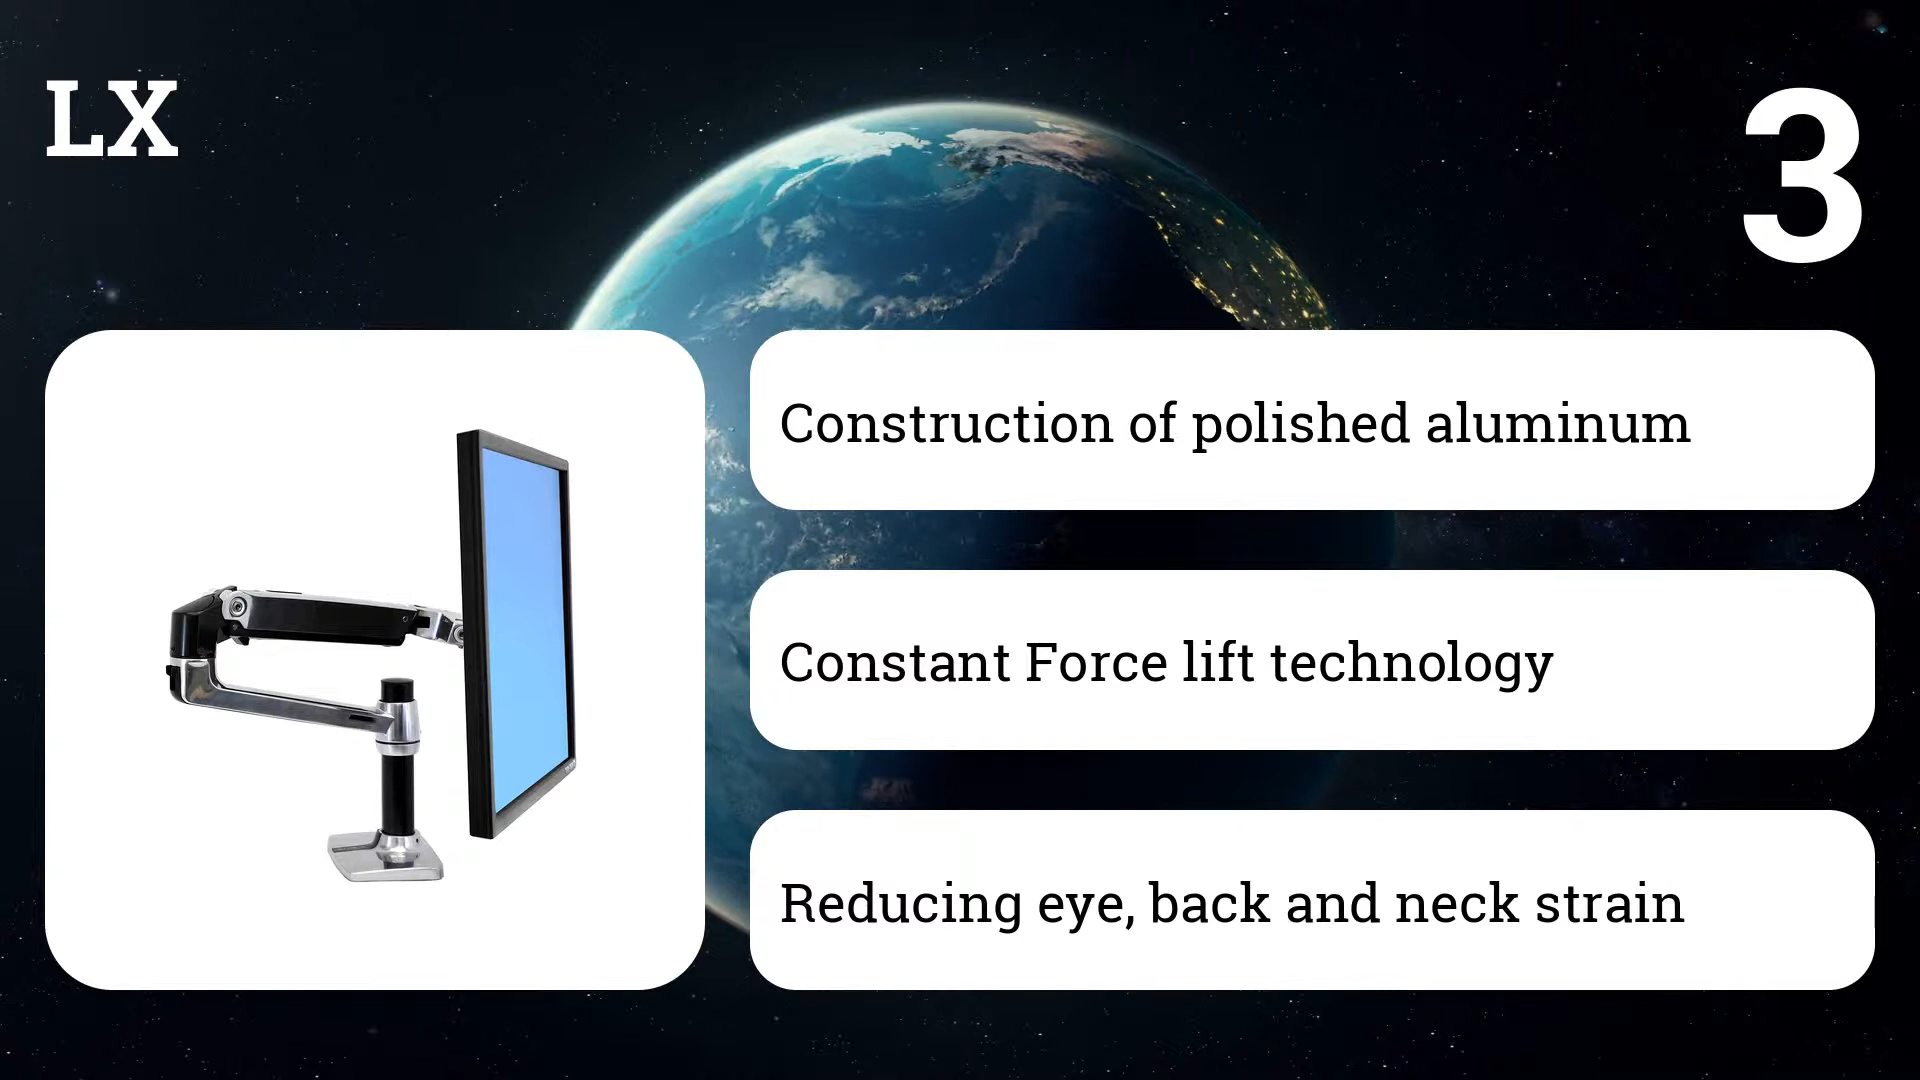 LX
3
Construction of polished aluminum
Constant Force lift technology
Reducing eye, back and neck strain